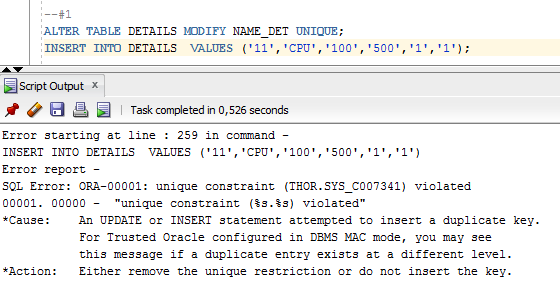 --#1
ALTER TABLE DETAILS MODIFY NAME_DET UNIQUE;
INSERT INTO DETAILS  VALUES ('11','CPU','100','500','1','1');
Script Output x
Task completed in 0,526 seconds
Error starting at line : 259 in command -
INSERT INTO DETAILS  VALUES ('11','CPU','100','500','1','1')
Error report -
SQL Error: ORA-00001: unique constraint (THOR.SYS_C007341) violated
00001. 00000 -  "unique constraint (%s.%s) violated"
*Cause:    An UPDATE or INSERT statement attempted to insert a duplicate key.
           For Trusted Oracle configured in DBMS MAC mode, you may see
           this message if a duplicate entry exists at a different level.
*Action:   Either remove the unique restriction or do not insert the key.